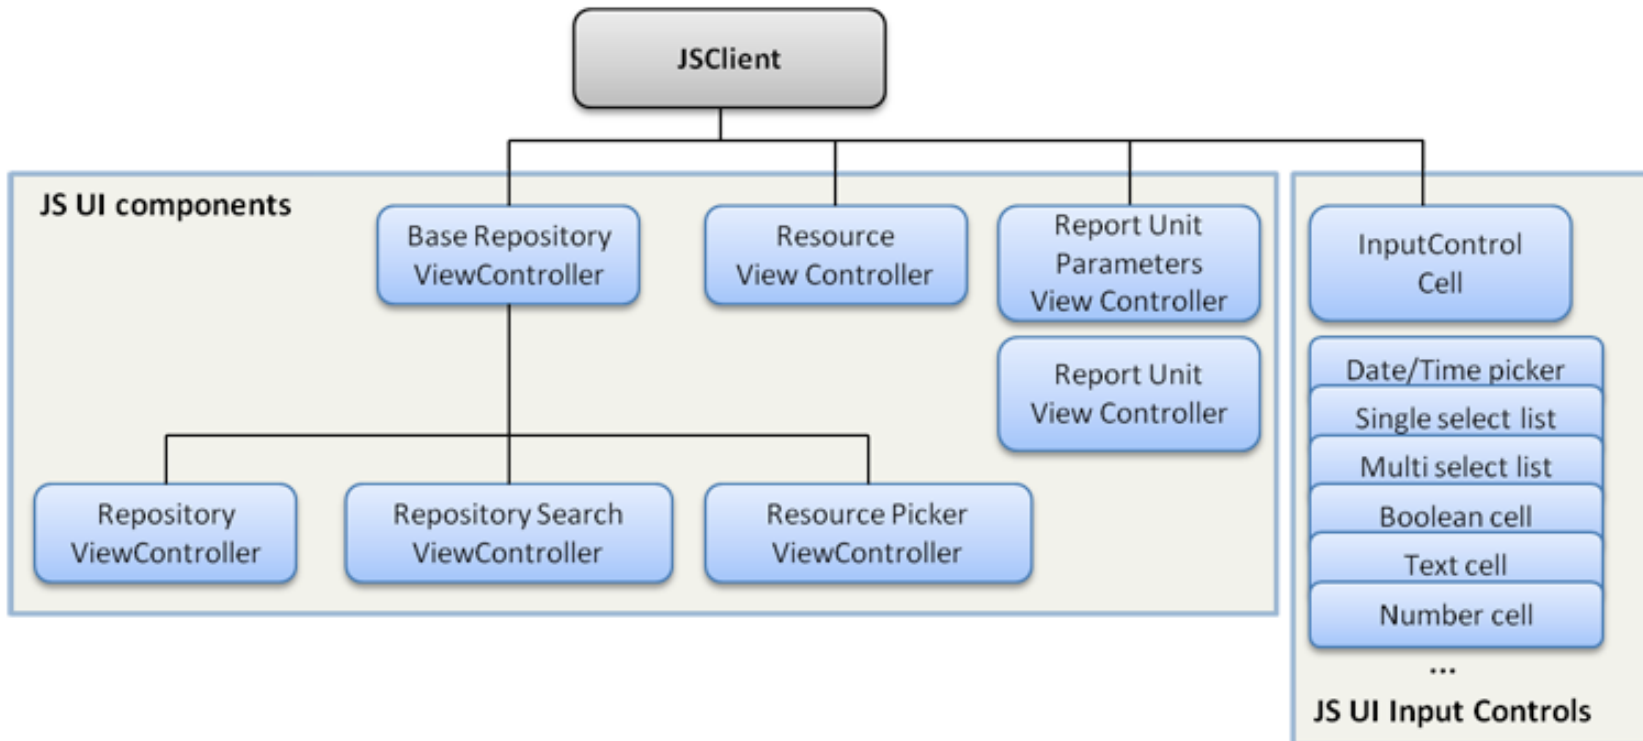 JSClient
JS UI components
Base Repository
ViewController
Resource
View Controller
Report Unit
Parameters
View Controller
Report Unit
View Controller
Repository
ViewController
Repository Search
ViewController
Resource Picker
ViewController
InputControl
Cell
Date/Time picker
Single select list
Multi select list
Boolean cell
Text cell
Number cell
...
JS UI Input Controls